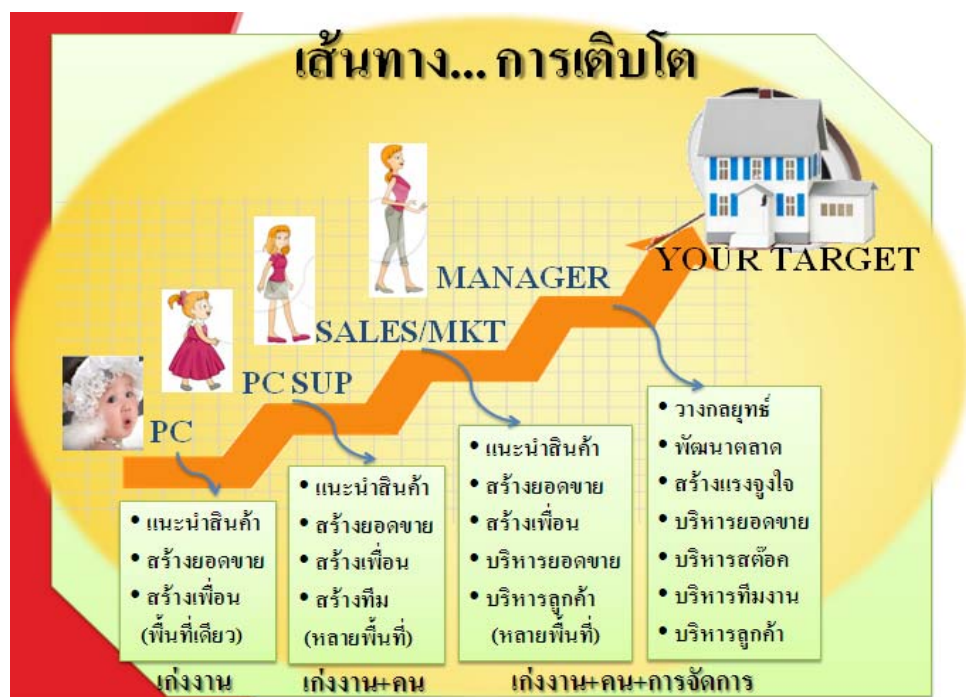 เส้นทาง... การเติบโต
YOUR TARGET
MANAGER
SALES/MKT
PC SUP
PC
• แนะนำสินค้า
• สร้างยอดขาย
• สร้างเพื่อน
(พื้นที่เดียว)
• แนะนำสินค้า
• สร้างยอดขาย
• สร้างเพื่อน
• สร้างทีม
(หลายพื้นที่)
• แนะนำสินค้า
• สร้างยอดขาย
• สร้างเพื่อน
• บริหารยอดขาย
• บริหารลูกค้า
(หลายพื้นที่)
• วางกลยุทธ์
• พัฒนาตลาด
• สร้างแรงจูงใจ
• บริหารยอดขาย
• บริหารสต๊อค
• บริหารทีมงาน
• บริหารลูกค้า
เก่งงาน
เก่งงาน+คน
เก่งงาน+คน+การจัดการ